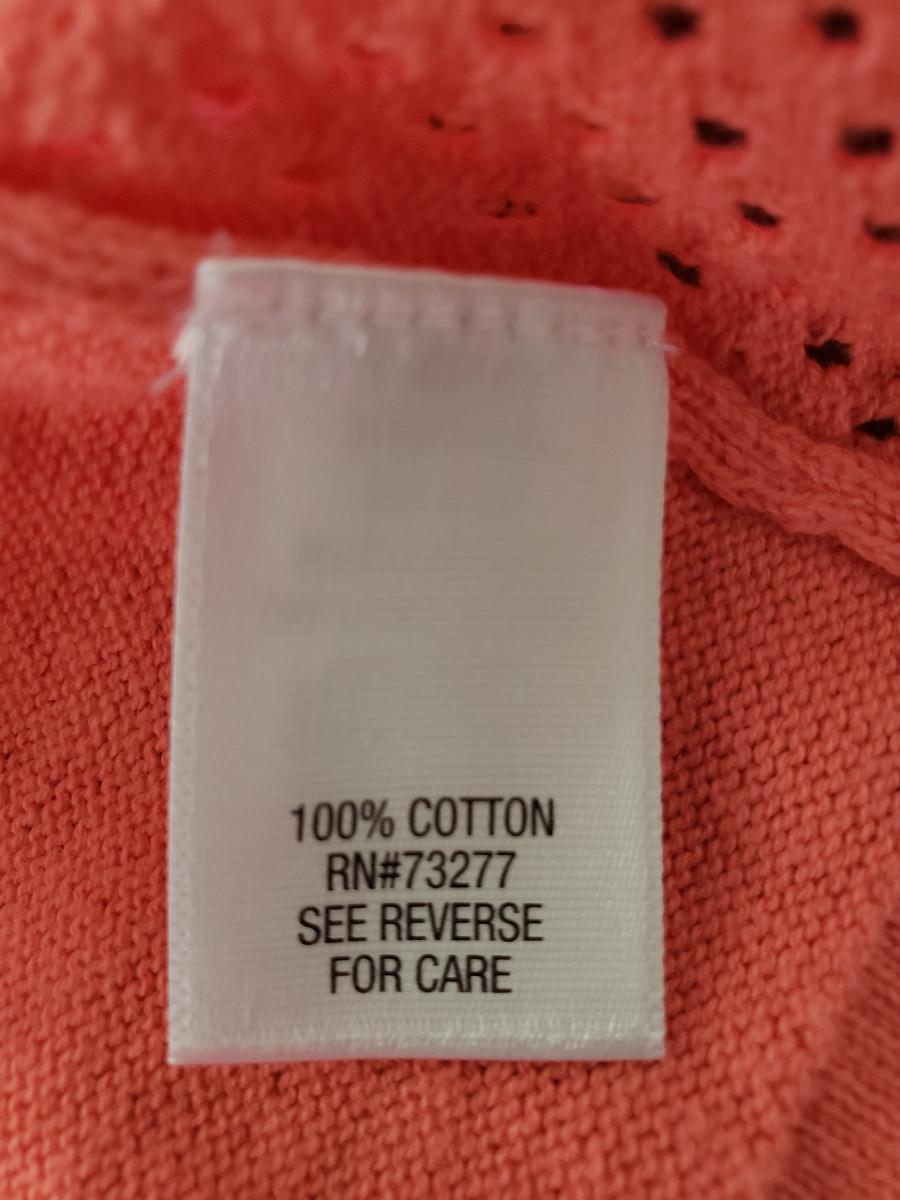 100% COTTON
RN#73277
SEE REVERSE
FOR CARE